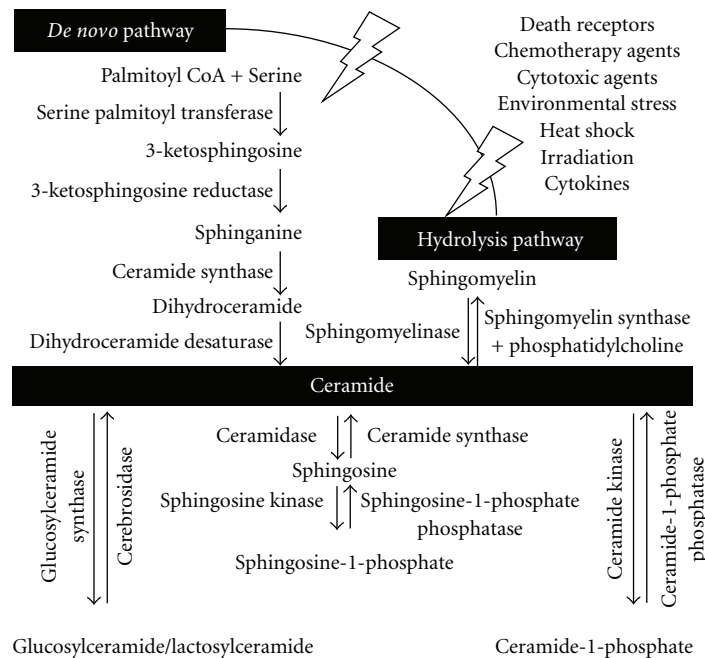 De novo pathway
Death receptors
Chemotherapy agents
Cytotoxic agents
Environmental stress
Heat shock
Irradiation
Cytokines
Palmitoyl CoA + Serine
Serine palmitoyl transferase
3-ketosphingosine
3-ketosphingosine reductase
Sphinganine
Ceramide synthase
Dihydroceramide
Dihydroceramide desaturase
Hydrolysis pathway
Sphingomyelin
Sphingomyelinase
Sphingomyelin synthase
+ phosphatidylcholine
Ceramide
Glucosylceramide
synthase
Cerebrosidase
Ceramidase
Ceramide synthase
Sphingosine
Sphingosine kinase
Sphingosine-1-phosphate
phosphatase
Sphingosine-1-phosphate
Ceramide kinase
Ceramide-1-phosphate
phosphatase
Glucosylceramide/lactosylceramide
Ceramide-1-phosphate